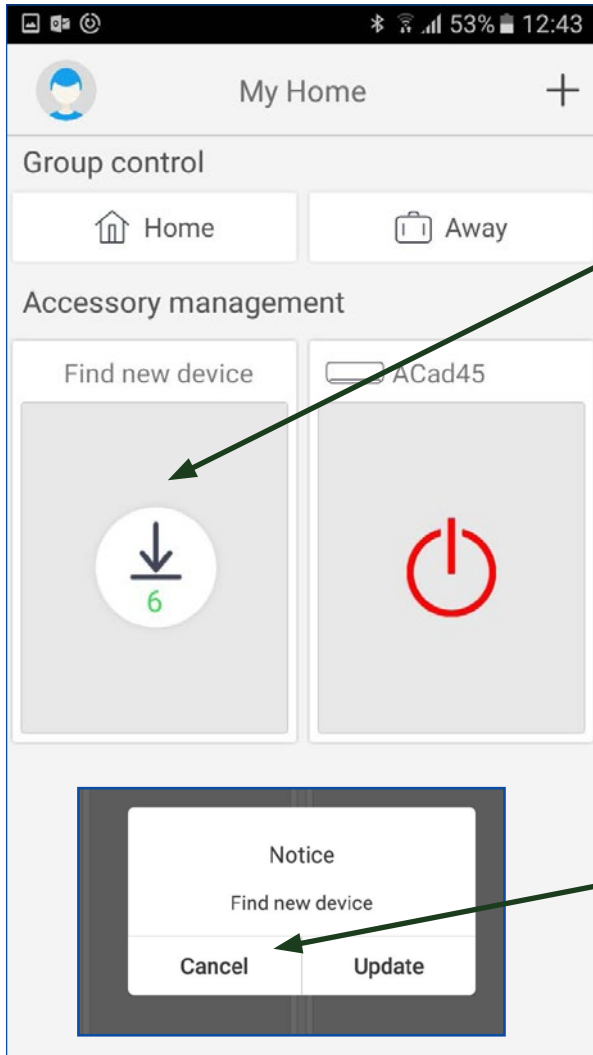 53% 12:43
My Home
Group control
Home Away
Accessory management
Find new device ACad45
6
Notice
Find new device
Cancel Update